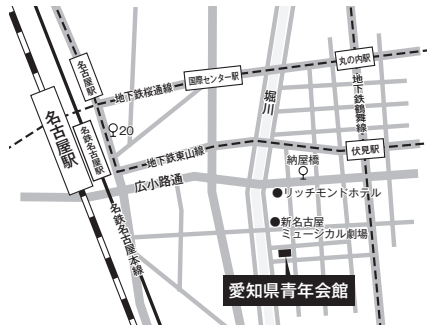 名古屋駅
地下鉄桜通線
国際センター駅
丸の内駅
地下鉄鶴舞線
堀川
名古屋駅
名鉄名古屋駅
20
地下鉄東山線
伏見駅
納屋橋
広小路通
リッチモンドホテル
名鉄名古屋本線
新名古屋
ミュージカル劇場
愛知県青年会館